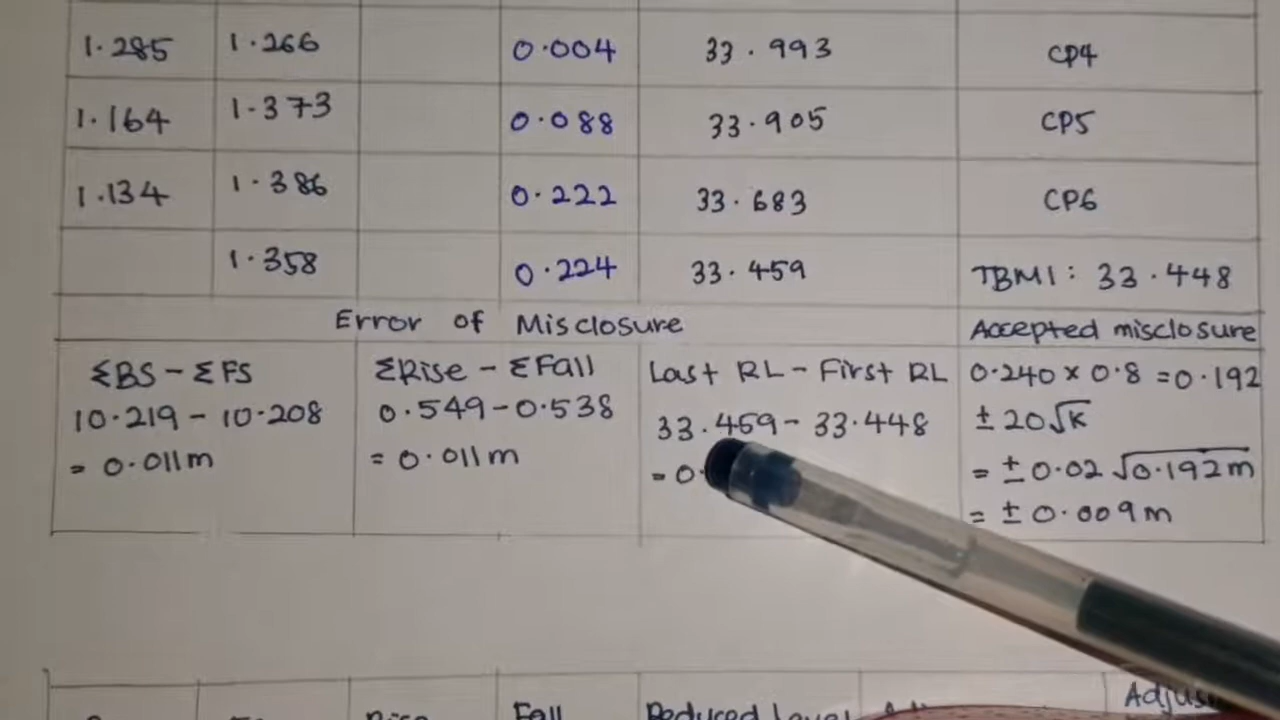 1.285 1.266 0.004 33.993 CP4
1.164 1.373 0.088 33.905 CP5
1.134 1.386 0.222 33.683 CP6
1.358 0.224 33.459 TBM1: 33.448
Error of Misclosure Accepted misclosure
ΣBS - ΣFS ΣRise - ΣFall Last RL - First RL 0.240 x 0.8 = 0.192
10.219 - 10.208 0.549 - 0.538 33.459 - 33.448 ± 20√K
= 0.011m = 0.011m = 0. = ± 0.02 √0.192m
= ± 0.009m
Fall Reduced Level